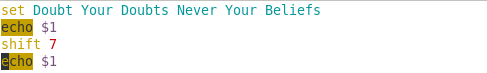 set Doubt Your Doubts Never Your Beliefs
echo $1
shift 7
echo $1